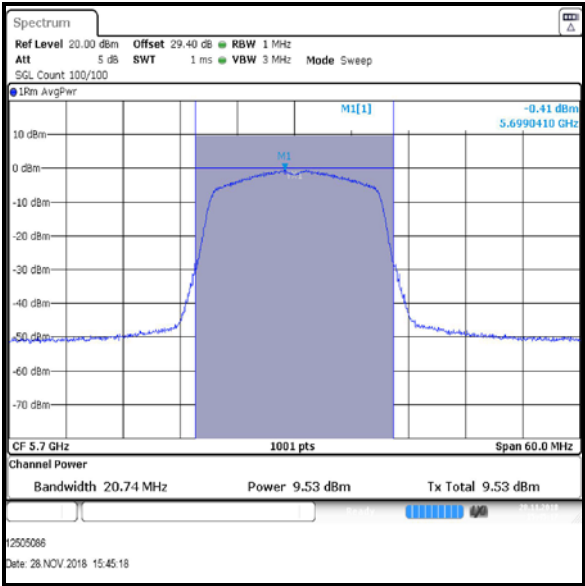 Spectrum
Ref Level 20.00 dBm Offset 29.40 dB RBW 1 MHz
Att 5 dB SWT 1 ms VBW 3 MHz Mode Sweep
SGL Count 100/100
1Rm AvgPwr
M1[1] -0.41 dBm
5.6990410 GHz
10 dBm
M1
0 dBm
-10 dBm
-20 dBm
-30 dBm
-40 dBm
-50 dBm
-60 dBm
-70 dBm
CF 5.7 GHz 1001 pts Span 60.0 MHz
Channel Power
Bandwidth 20.74 MHz Power 9.53 dBm Tx Total 9.53 dBm
12505086
Date: 28.NOV.2018 15:45:18